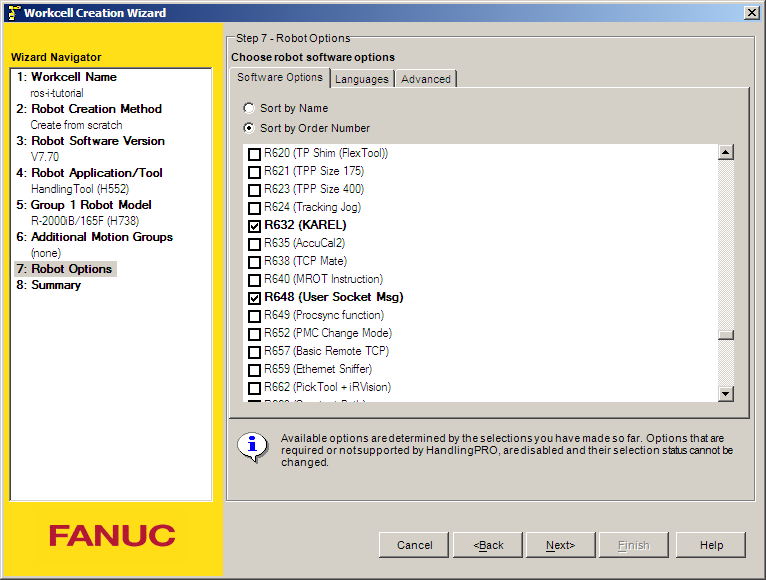 Workcell Creation Wizard
Wizard Navigator
1: Workcell Name
ros-i-tutorial
2: Robot Creation Method
Create from scratch
3: Robot Software Version
V7.70
4: Robot Application/Tool
HandlingTool (H552)
5: Group 1 Robot Model
R-2000iB/165F (H738)
6: Additional Motion Groups
(none)
7: Robot Options
8: Summary
FANUC
Step 7 - Robot Options
Choose robot software options
Software Options
Languages
Advanced
Sort by Name
Sort by Order Number
R620 (TP Shim (FlexTool))
R621 (TPP Size 175)
R623 (TPP Size 400)
R624 (Tracking Jog)
R632 (KAREL)
R635 (AccuCal2)
R638 (TCP Mate)
R640 (MROT Instruction)
R648 (User Socket Msg)
R649 (Procsync function)
R652 (PMC Change Mode)
R657 (Basic Remote TCP)
R659 (Ethernet Sniffer)
R662 (PickTool + iRVision)
Available options are determined by the selections you have made so far. Options that are
required or not supported by HandlingPRO, are disabled and their selection status cannot be
changed.
Cancel
<Back
Next>
Finish
Help